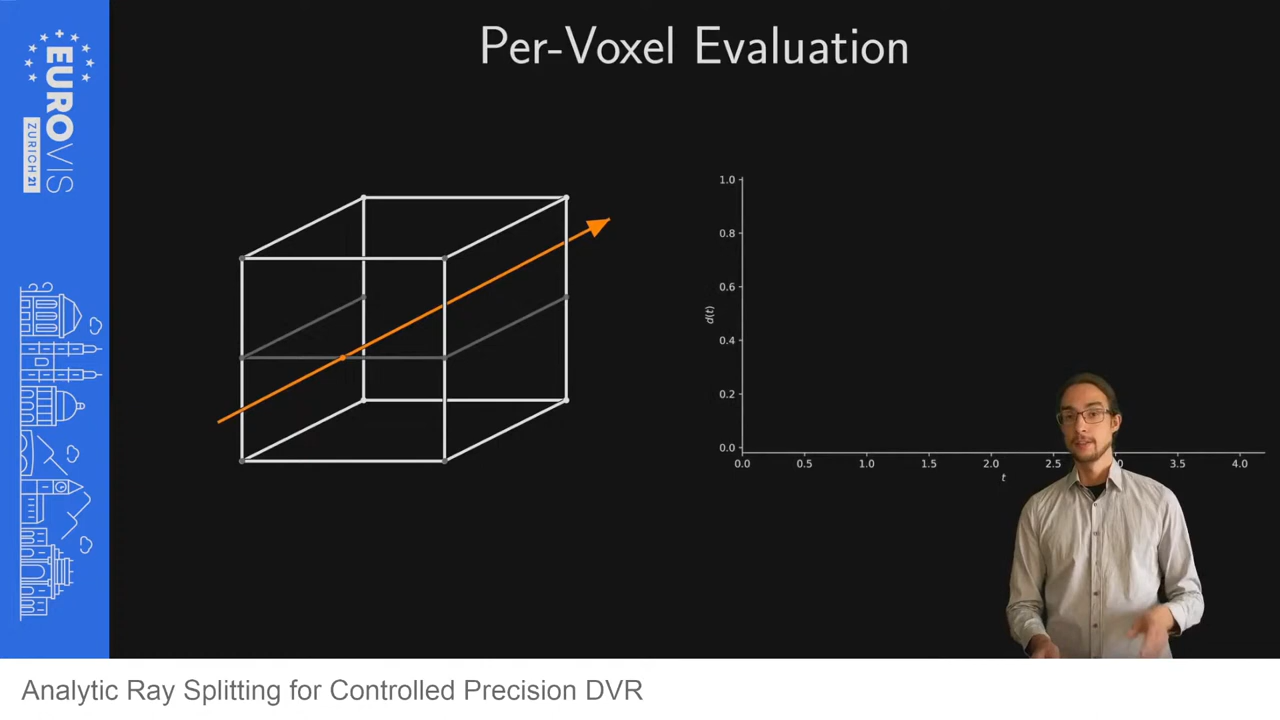 Per-Voxel Evaluation
EUROVIS
ZURICH 21
1.0
0.8
0.6
0.4
0.2
0.0
d(t)
0.0 0.5 1.0 1.5 2.0 2.5 3.5 4.0
t
Analytic Ray Splitting for Controlled Precision DVR